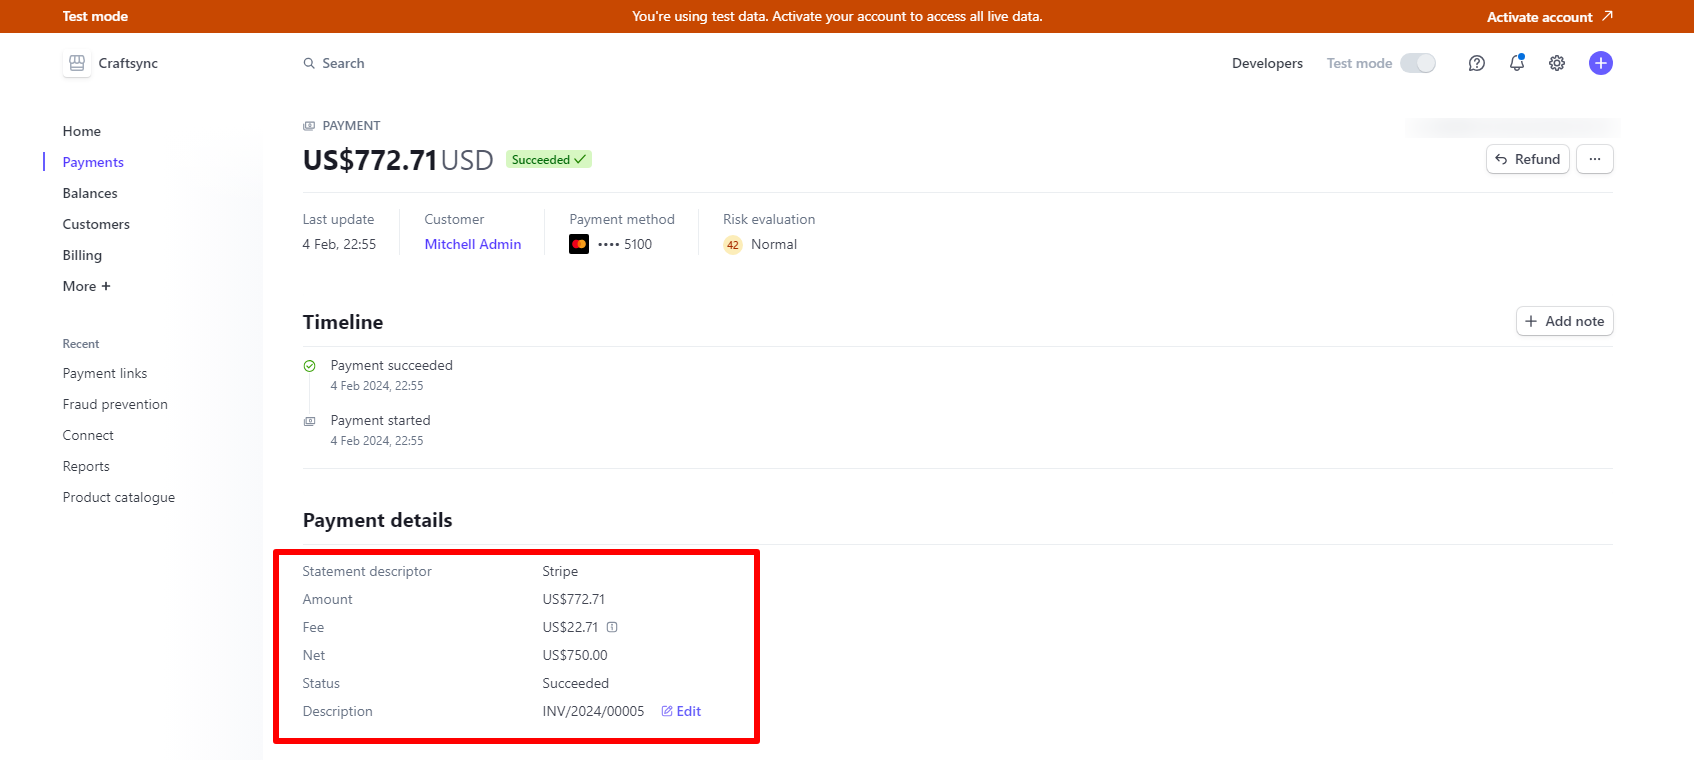 Test mode
You're using test data. Activate your account to access all live data.
Activate account
Craftsync
Search
Developers
Test mode
Home
Payments
Balances
Customers
Billing
More +
Recent
Payment links
Fraud prevention
Connect
Reports
Product catalogue
PAYMENT
US$772.71 USD Succeeded
Refund
...
Last update Customer Payment method Risk evaluation
4 Feb, 22:55 Mitchell Admin •••• 5100 42 Normal
Timeline
+ Add note
Payment succeeded
4 Feb 2024, 22:55
Payment started
4 Feb 2024, 22:55
Payment details
Statement descriptor Stripe
Amount US$772.71
Fee US$22.71
Net US$750.00
Status Succeeded
Description INV/2024/00005 Edit